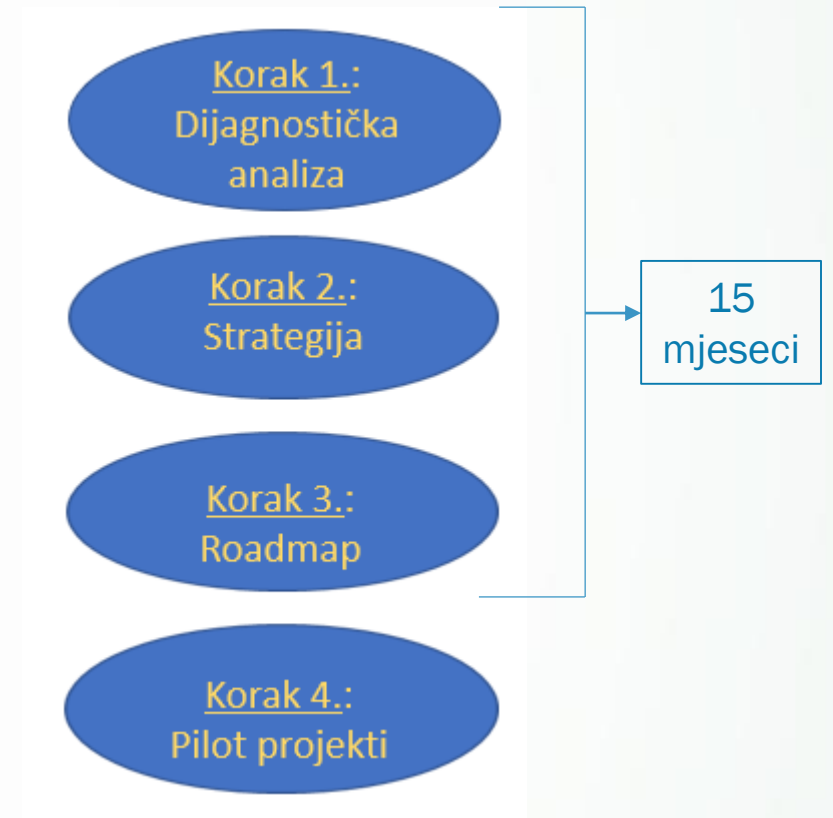 Korak 1.:
Dijagnostička
analiza
Korak 2.:
Strategija
15
mjeseci
Korak 3.:
Roadmap
Korak 4.:
Pilot projekti